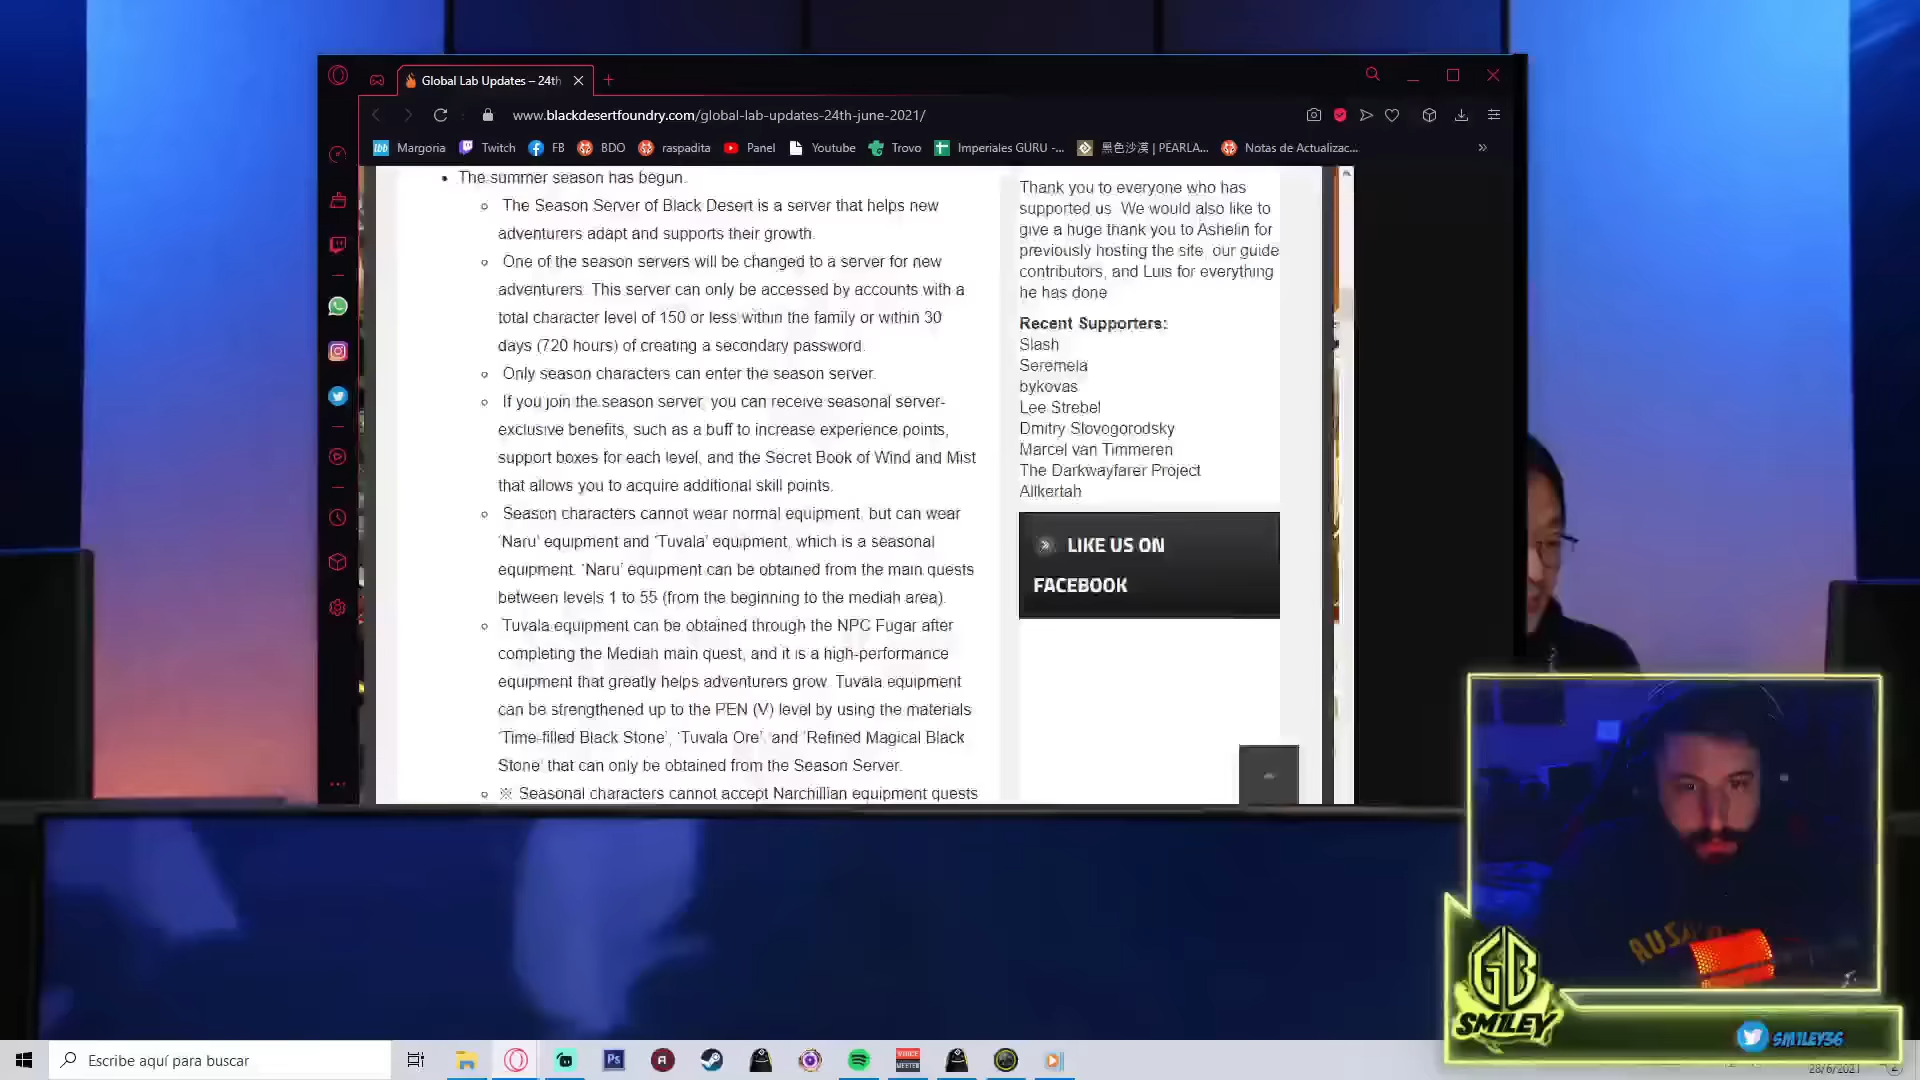 Global Lab Updates – 24th
www.blackdesertfoundry.com/global-lab-updates-24th-june-2021/
Margoria Twitch FB BDO raspadita Panel Youtube Trovo Imperiales GURU -... 黑色沙漠 | PEARLA... Notas de Actualizac...
The summer season has begun.
The Season Server of Black Desert is a server that helps new
adventurers adapt and supports their growth.
One of the season servers will be changed to a server for new
adventurers. This server can only be accessed by accounts with a
total character level of 150 or less within the family or within 30
days (720 hours) of creating a secondary password.
Only season characters can enter the season server.
If you join the season server, you can receive seasonal server-
exclusive benefits, such as a buff to increase experience points,
support boxes for each level, and the Secret Book of Wind and Mist
that allows you to acquire additional skill points.
Season characters cannot wear normal equipment, but can wear
'Naru' equipment and 'Tuvala' equipment, which is a seasonal
equipment. 'Naru' equipment can be obtained from the main quests
between levels 1 to 55 (from the beginning to the mediah area).
Tuvala equipment can be obtained through the NPC Fugar after
completing the Mediah main quest, and it is a high-performance
equipment that greatly helps adventurers grow. Tuvala equipment
can be strengthened up to the PEN (V) level by using the materials
'Time-filled Black Stone', 'Tuvala Ore', and 'Refined Magical Black
Stone' that can only be obtained from the Season Server.
※ Seasonal characters cannot accept Narchillian equipment quests
Thank you to everyone who has
supported us. We would also like to
give a huge thank you to Ashelin for
previously hosting the site, our guide
contributors, and Luis for everything
he has done
Recent Supporters:
Slash
Seremela
bykovas
Lee Strebel
Dmitry Slovogorodsky
Marcel van Timmeren
The Darkwayfarer Project
Allkertah
LIKE US ON
FACEBOOK
GB
SMILEY
SMILEY36
Escribe aquí para buscar
Ps
VOICE
MEETER
28/6/2021